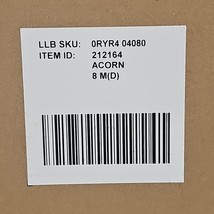 LLB SKU: 0RYR4 04080
ITEM ID: 212164
ACORN
8 M(D)